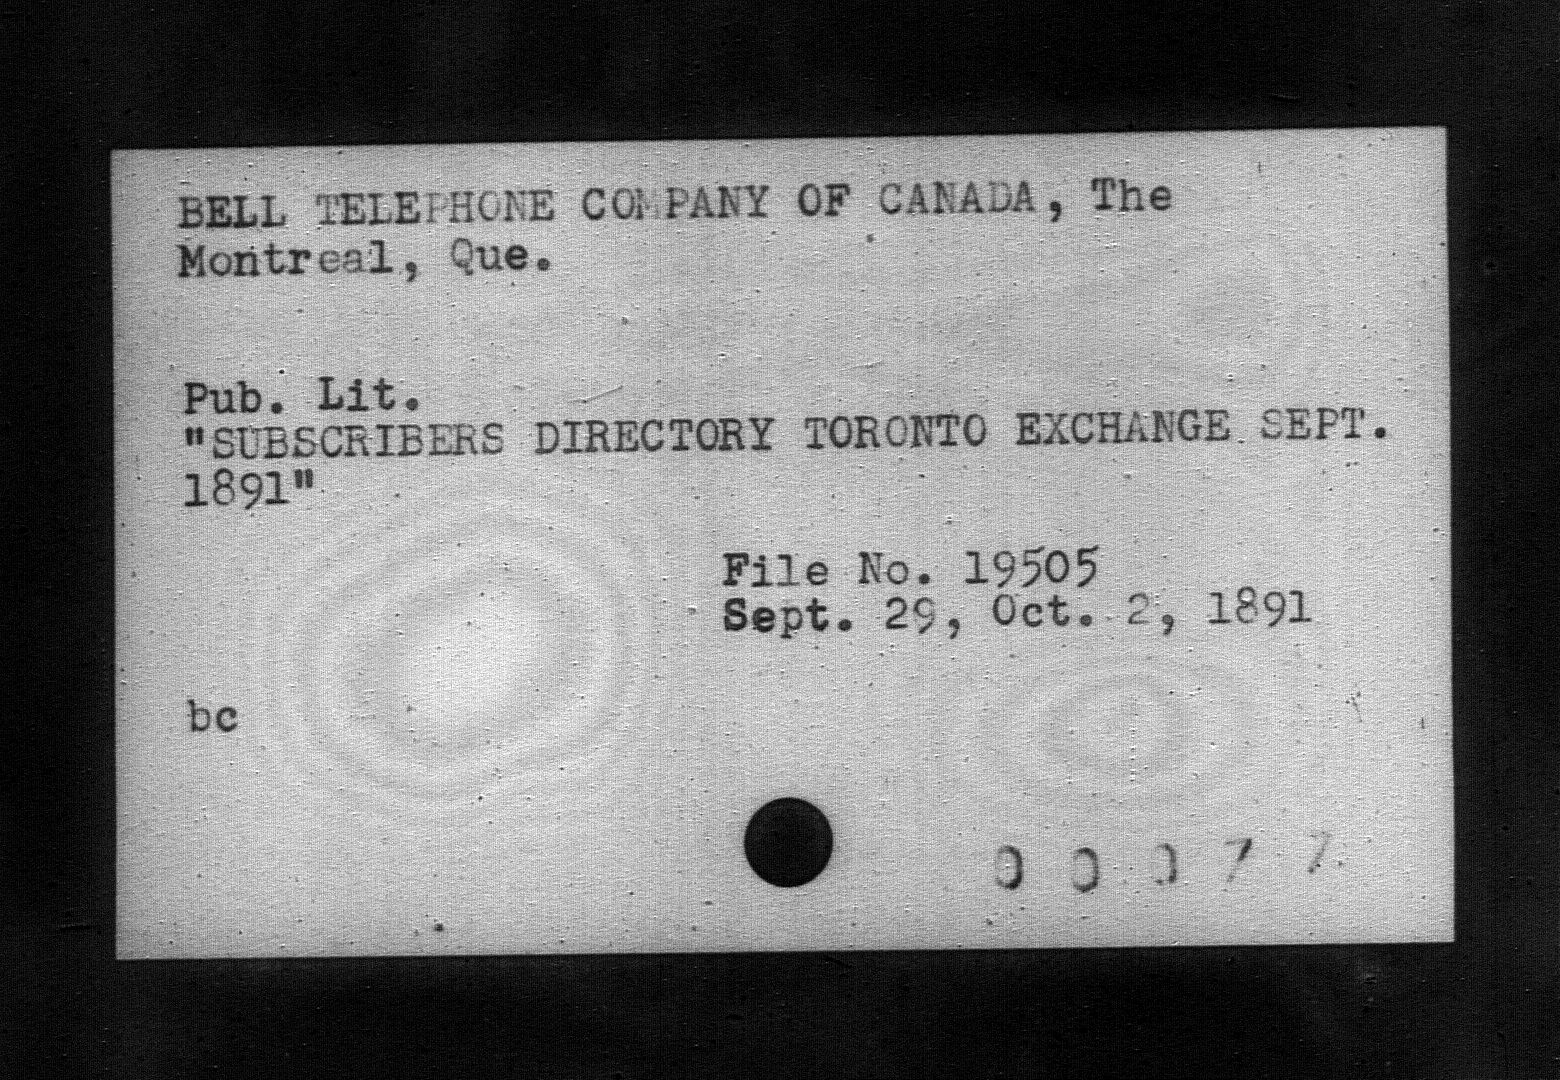 BELL TELEPHONE COMPANY OF CANADA, The
Montreal, Que.
Pub. Lit.
"SUBSCRIBERS DIRECTORY TORONTO EXCHANGE SEPT.
1891"
File No. 19505
Sept. 29, Oct. 2, 1891
bc
00077